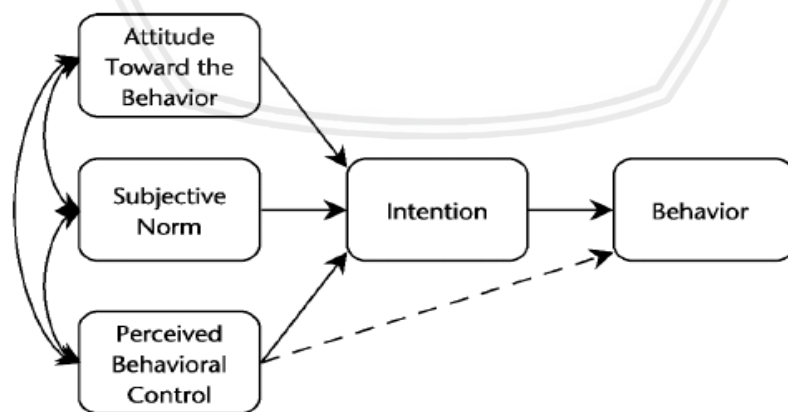 Attitude
Toward the
Behavior
Subjective
Norm
Intention
Behavior
Perceived
Behavioral
Control